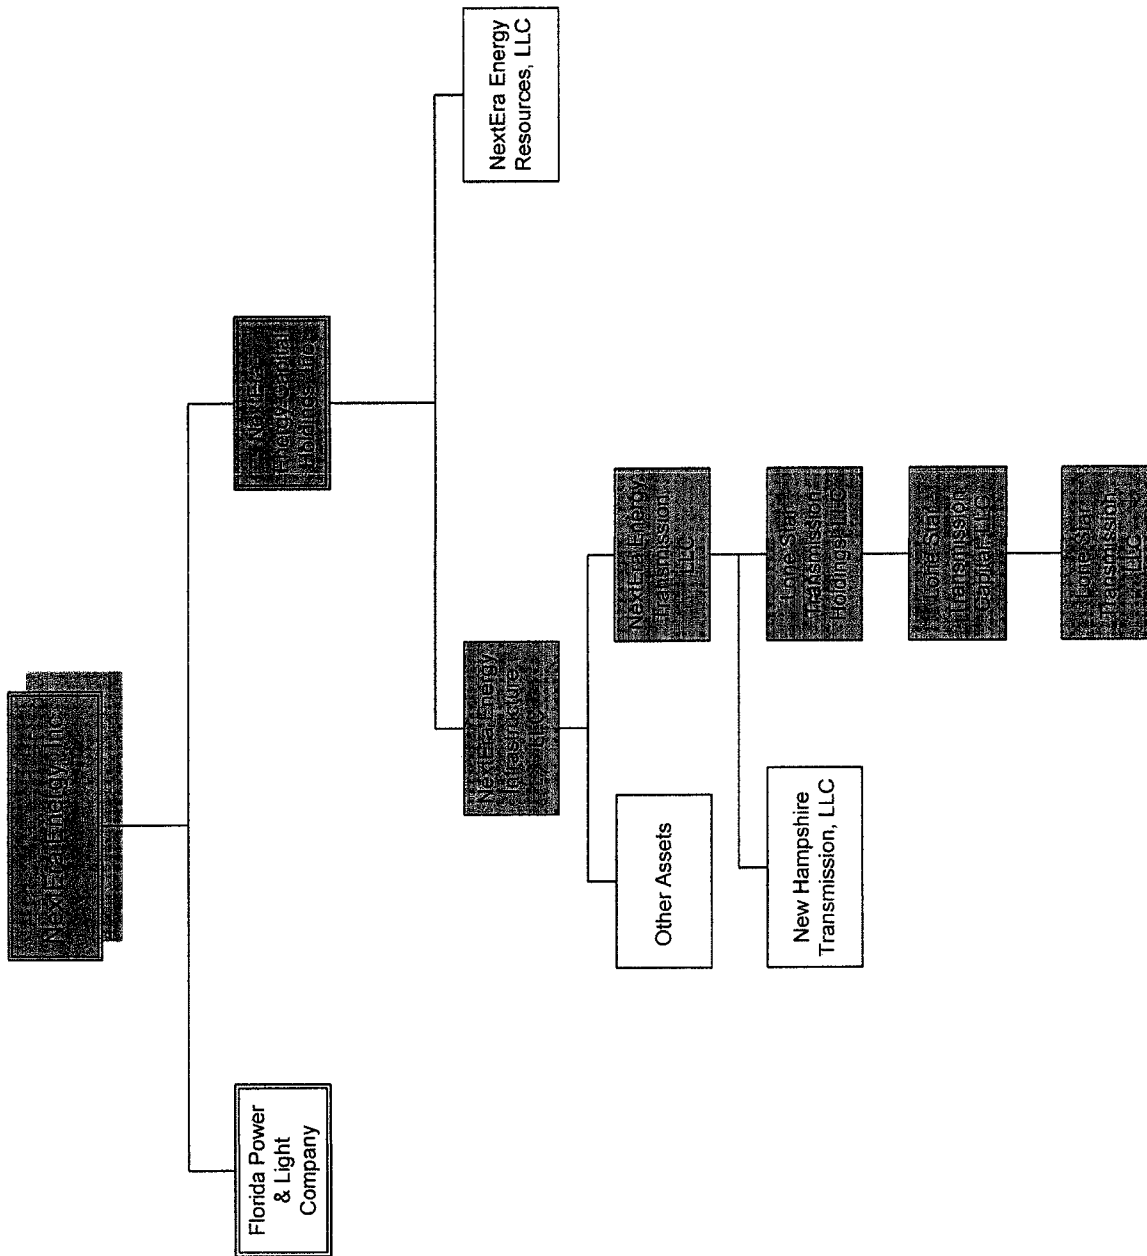 NextEra Energy, Inc.
Florida Power
& Light
Company
NextEra
Energy Capital
Holdings, Inc.
NextEra Energy
Infrastructure,
LLC
NextEra Energy
Resources, LLC
Other Assets
NextEra Energy
Transmission,
LLC
New Hampshire
Transmission, LLC
Lone Star
Transmission
Holdings, LLC
Lone Star
Transmission
Capital, LLC
Lone Star
Transmission,
LLC